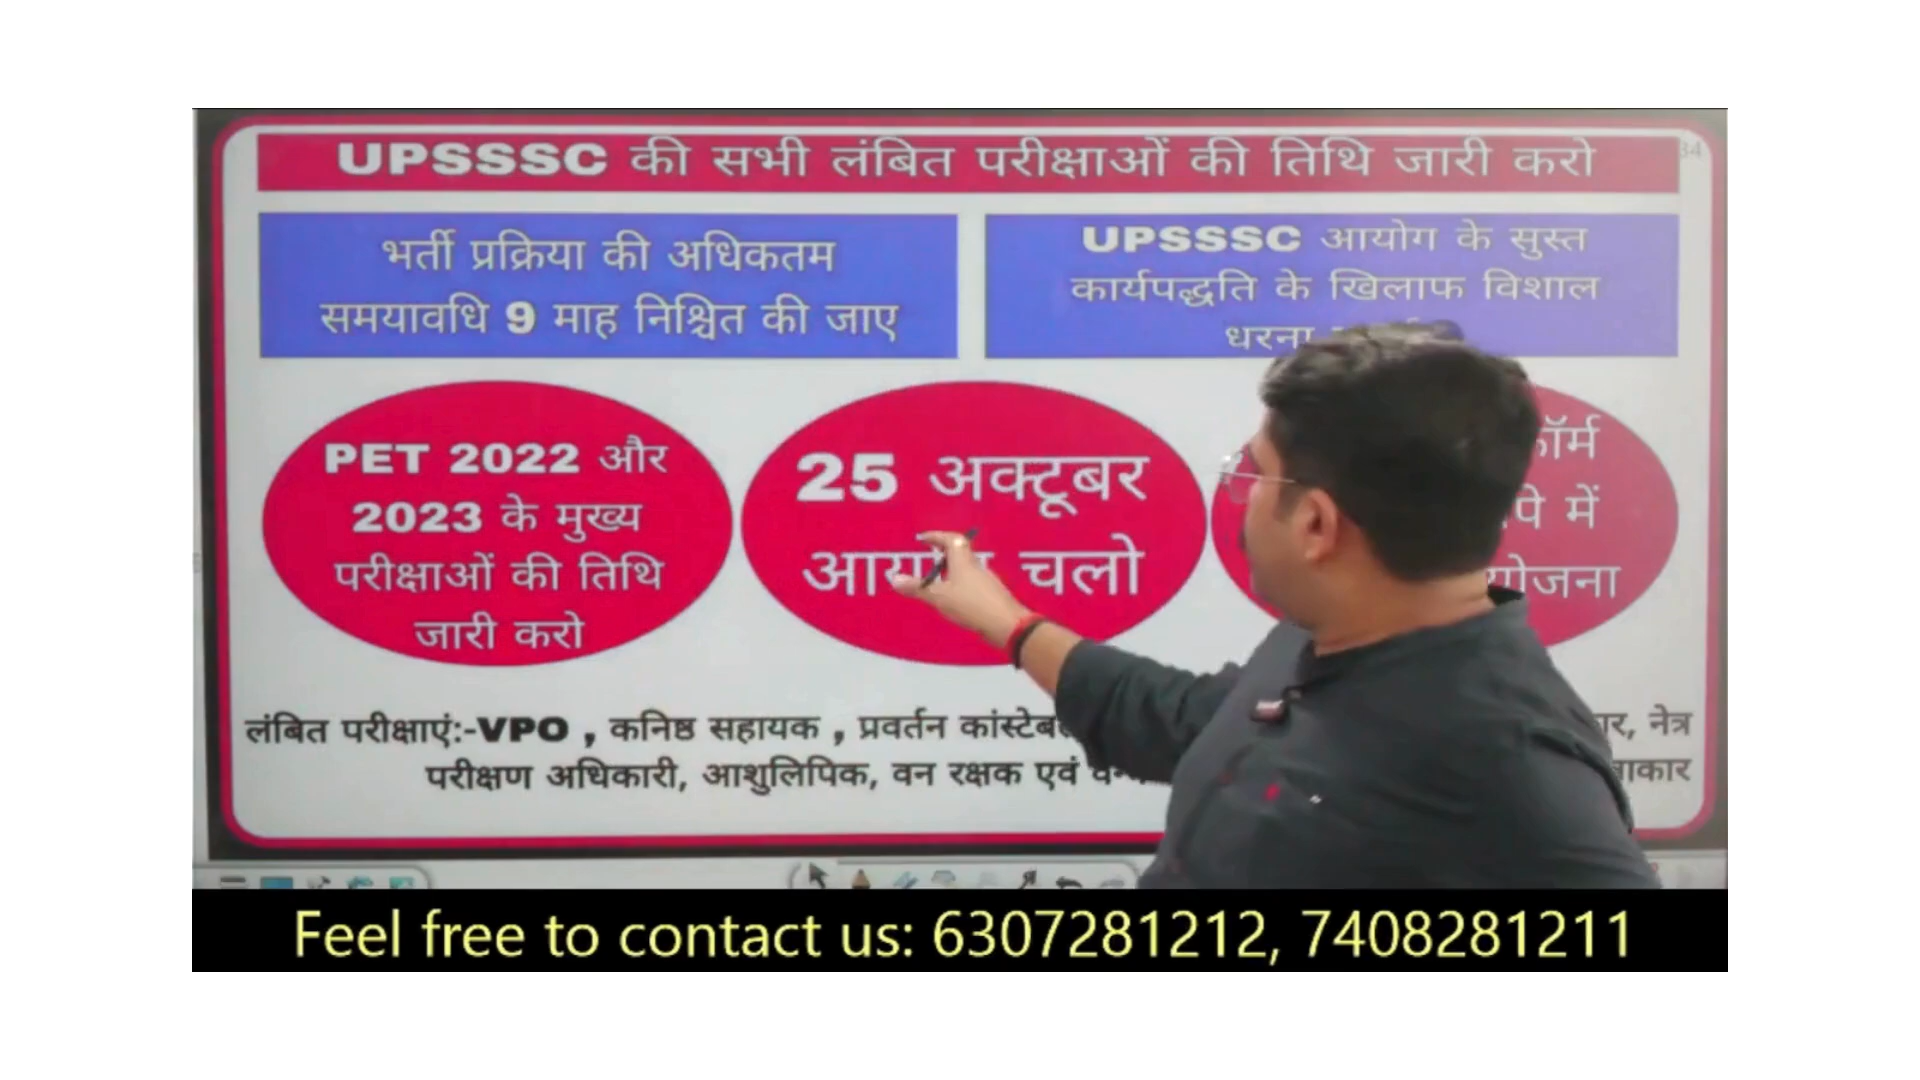 UPSSSC की सभी लंबित परीक्षाओं की तिथि जारी करो
34
भर्ती प्रक्रिया की अधिकतम
समयावधि 9 माह निश्चित की जाए
UPSSSC आयोग के सुस्त
कार्यपद्धति के खिलाफ विशाल
धरना
PET 2022 और
2023 के मुख्य
परीक्षाओं की तिथि
जारी करो
25 अक्टूबर
आयोग चलो
में
लंबित परीक्षाएं:-VPO , कनिष्ठ सहायक , प्रवर्तन नेत्र
परीक्षण अधिकारी, आशुलिपिक, वन रक्षक एवं
Feel free to contact us: 6307281212, 7408281211